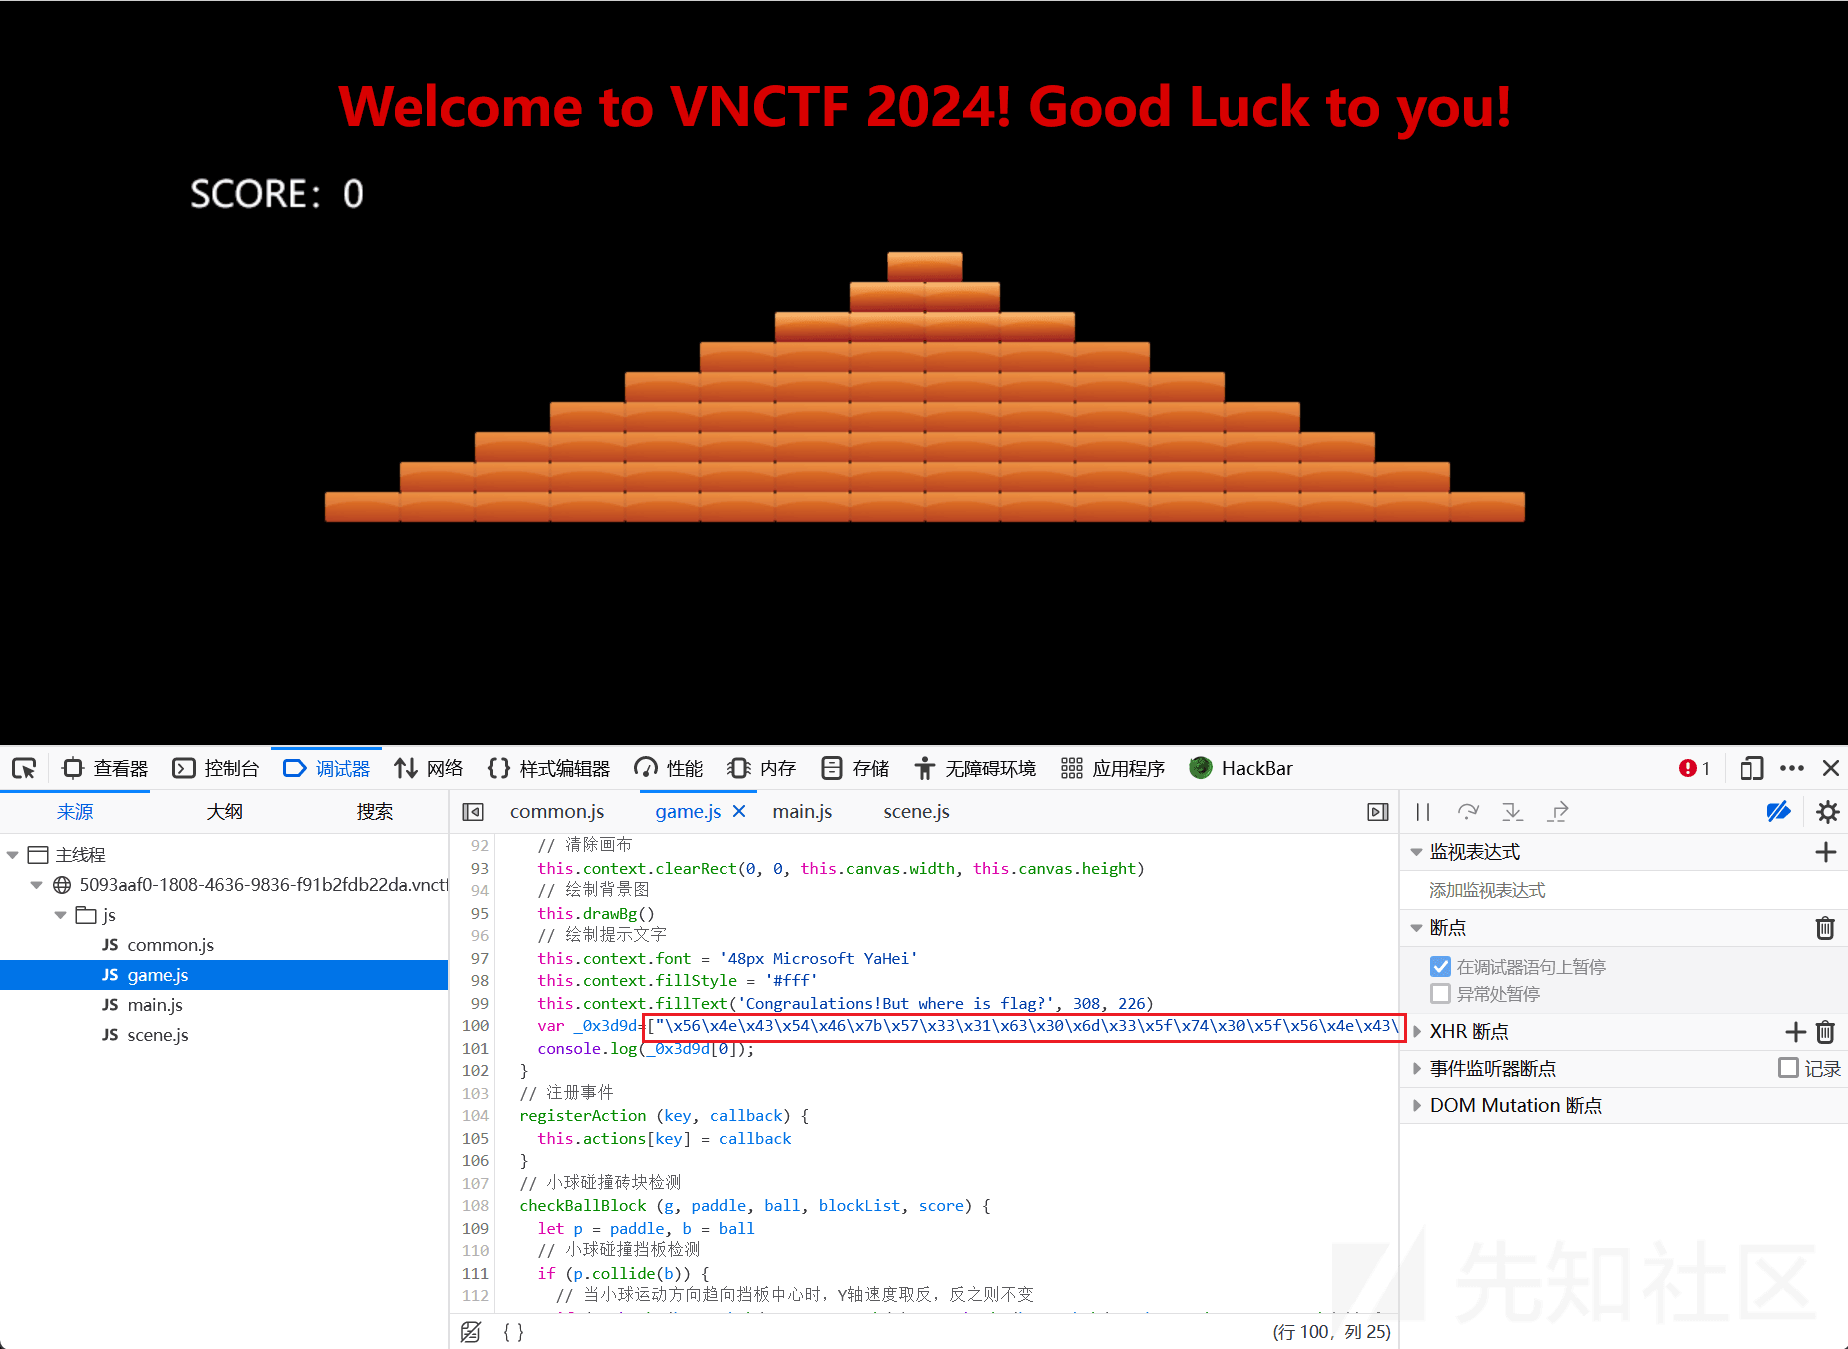 Welcome to VNCTF 2024! Good Luck to you!
SCORE: 0
查看器 控制台 调试器 网络 样式编辑器 性能 内存 存储 无障碍环境 应用程序 HackBar 1
来源 大纲 搜索
common.js game.js main.js scene.js
主线程
5093aaf0-1808-4636-9836-f91b2fdb22da.vnctf
js
JS common.js
JS game.js
JS main.js
JS scene.js
92 // 清除画布
93 this.context.clearRect(0, 0, this.canvas.width, this.canvas.height)
94 // 绘制背景图
95 this.drawBg()
96 // 绘制提示文字
97 this.context.font = '48px Microsoft YaHei'
98 this.context.fillStyle = '#fff'
99 this.context.fillText('Congraulations!But where is flag?', 308, 226)
100 var _0x3d9d=["\x56\x4e\x43\x54\x46\x7b\x57\x33\x31\x63\x30\x6d\x33\x5f\x74\x30\x5f\x56\x4e\x43\
101 console.log(_0x3d9d[0]);
102 }
103 // 注册事件
104 registerAction (key, callback) {
105 this.actions[key] = callback
106 }
107 // 小球碰撞砖块检测
108 checkBallBlock (g, paddle, ball, blockList, score) {
109 let p = paddle, b = ball
110 // 小球碰撞挡板检测
111 if (p.collide(b)) {
112 // 当小球运动方向趋向挡板中心时，Y轴速度取反，反之则不变
{ } (行 100，列 25)
监视表达式
添加监视表达式
断点
在调试器语句上暂停
异常处暂停
XHR 断点
事件监听器断点 记录
DOM Mutation 断点
先知社区